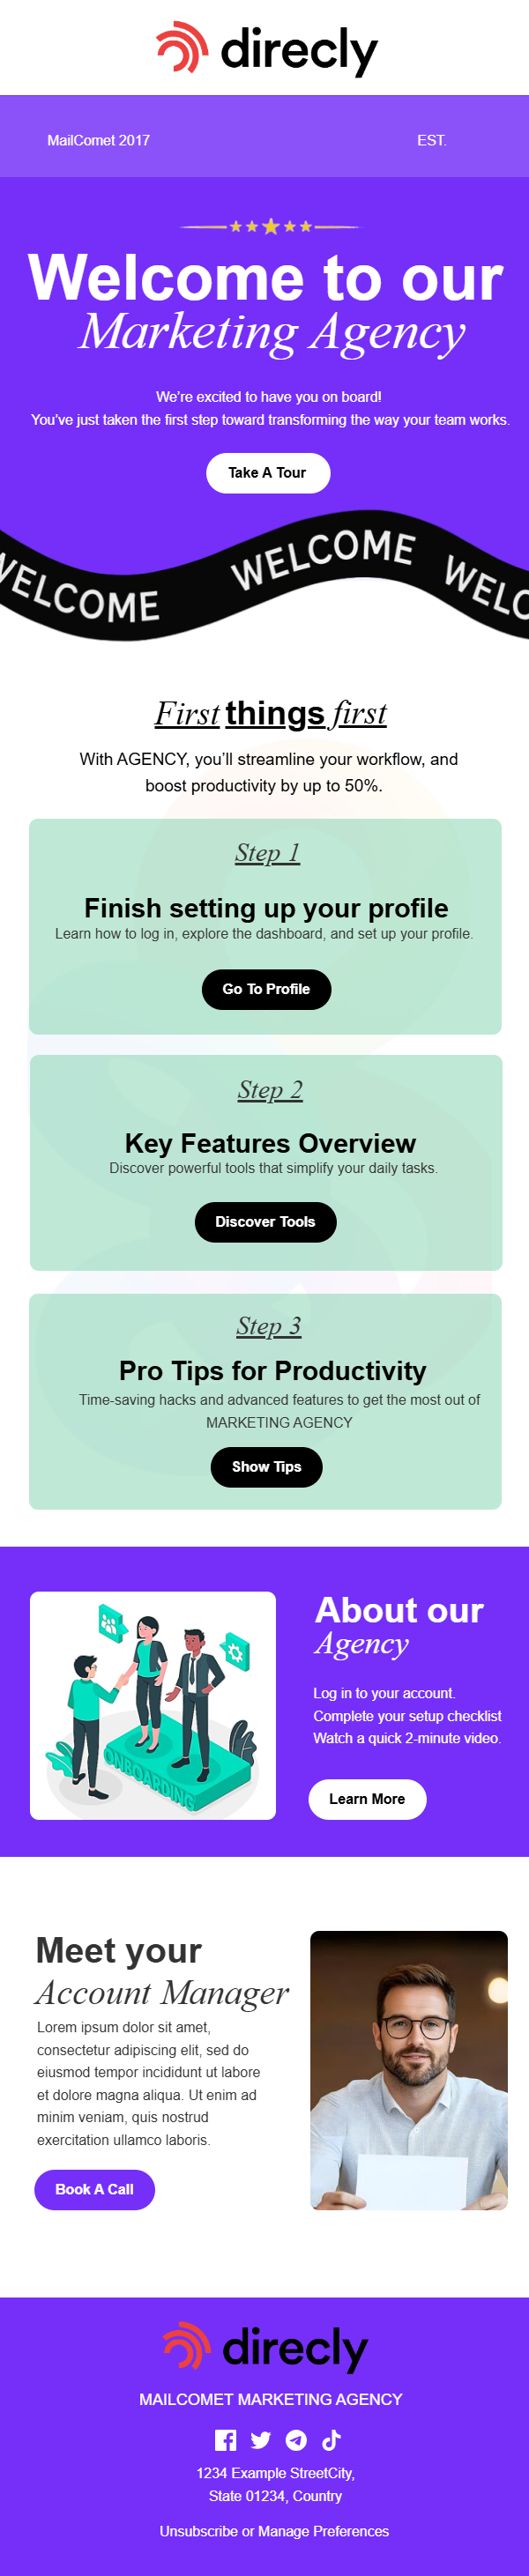 direcly
MailComet 2017
EST.
Welcome to our
Marketing Agency
We’re excited to have you on board!
You’ve just taken the first step toward transforming the way your team works.
Take A Tour
WELCOME WELCOME WELCO
First things first
With AGENCY, you’ll streamline your workflow, and
boost productivity by up to 50%.
Step 1
Finish setting up your profile
Learn how to log in, explore the dashboard, and set up your profile.
Go To Profile
Step 2
Key Features Overview
Discover powerful tools that simplify your daily tasks.
Discover Tools
Step 3
Pro Tips for Productivity
Time-saving hacks and advanced features to get the most out of
MARKETING AGENCY
Show Tips
ONBOARDING
About our
Agency
Log in to your account.
Complete your setup checklist
Watch a quick 2-minute video.
Learn More
Meet your
Account Manager
Lorem ipsum dolor sit amet,
consectetur adipiscing elit, sed do
eiusmod tempor incididunt ut labore
et dolore magna aliqua. Ut enim ad
minim veniam, quis nostrud
exercitation ullamco laboris.
Book A Call
direcly
MAILCOMET MARKETING AGENCY
1234 Example StreetCity,
State 01234, Country
Unsubscribe or Manage Preferences